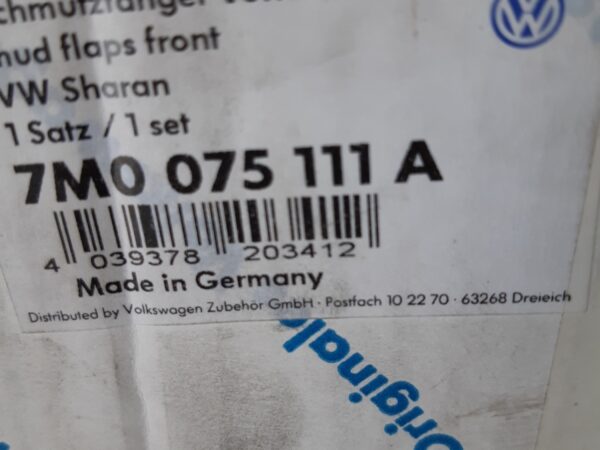 mud flaps front
VW Sharan
1 Satz / 1 set
7M0 075 111 A
4 039378 203412
Made in Germany
Distributed by Volkswagen Zubehör GmbH · Postfach 10 22 70 · 63268 Dreieich
Original